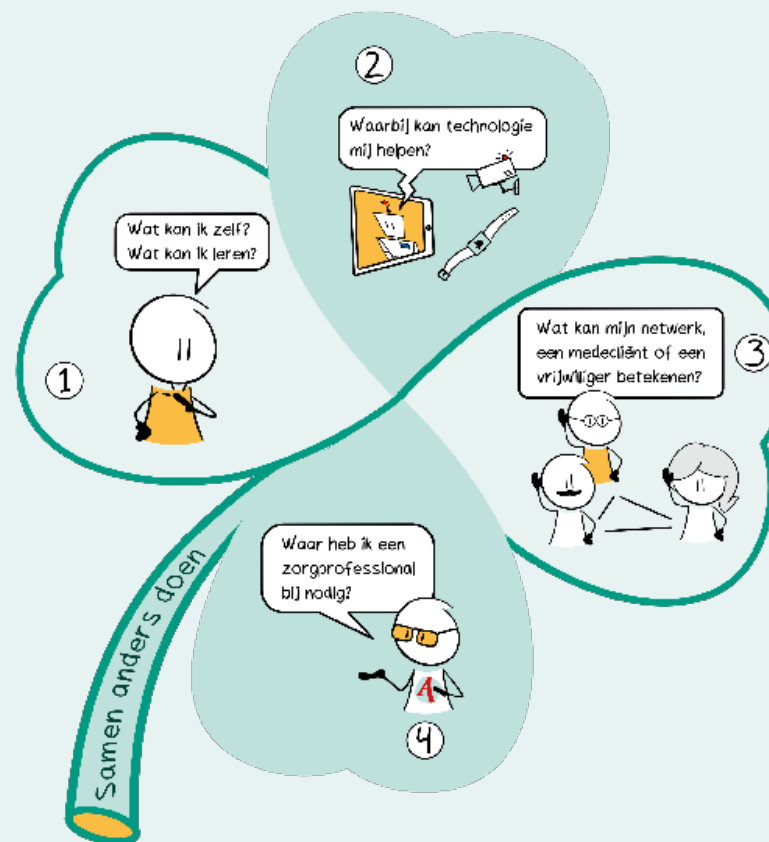 1
Wat kan ik zelf?
Wat kan ik leren?
2
Waarbij kan technologie
mij helpen?
3
Wat kan mijn netwerk,
een medecliënt of een
vrijwilliger betekenen?
4
Waar heb ik een
zorgprofessional
bij nodig?
A
Samen anders doen